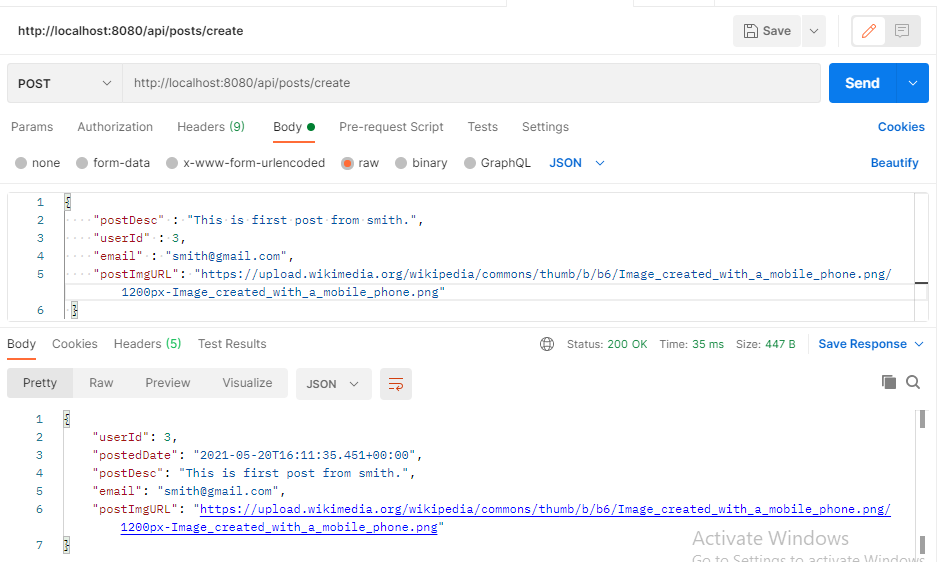 http://localhost:8080/api/posts/create
Save
POST
http://localhost:8080/api/posts/create
Send
Params Authorization Headers (9) Body Pre-request Script Tests Settings Cookies
none form-data x-www-form-urlencoded raw binary GraphQL JSON Beautify
1 {
2 "postDesc" : "This is first post from smith.",
3 "userId" : 3,
4 "email" : "smith@gmail.com",
5 "postImgURL": "https://upload.wikimedia.org/wikipedia/commons/thumb/b/b6/Image_created_with_a_mobile_phone.png/
1200px-Image_created_with_a_mobile_phone.png"
6 }
Body Cookies Headers (5) Test Results Status: 200 OK Time: 35 ms Size: 447 B Save Response
Pretty Raw Preview Visualize JSON
1 {
2 "userId": 3,
3 "postedDate": "2021-05-20T16:11:35.451+00:00",
4 "postDesc": "This is first post from smith.",
5 "email": "smith@gmail.com",
6 "postImgURL": "https://upload.wikimedia.org/wikipedia/commons/thumb/b/b6/Image_created_with_a_mobile_phone.png/
1200px-Image_created_with_a_mobile_phone.png"
7 }
Activate Windows
Go to Settings to activate Windows